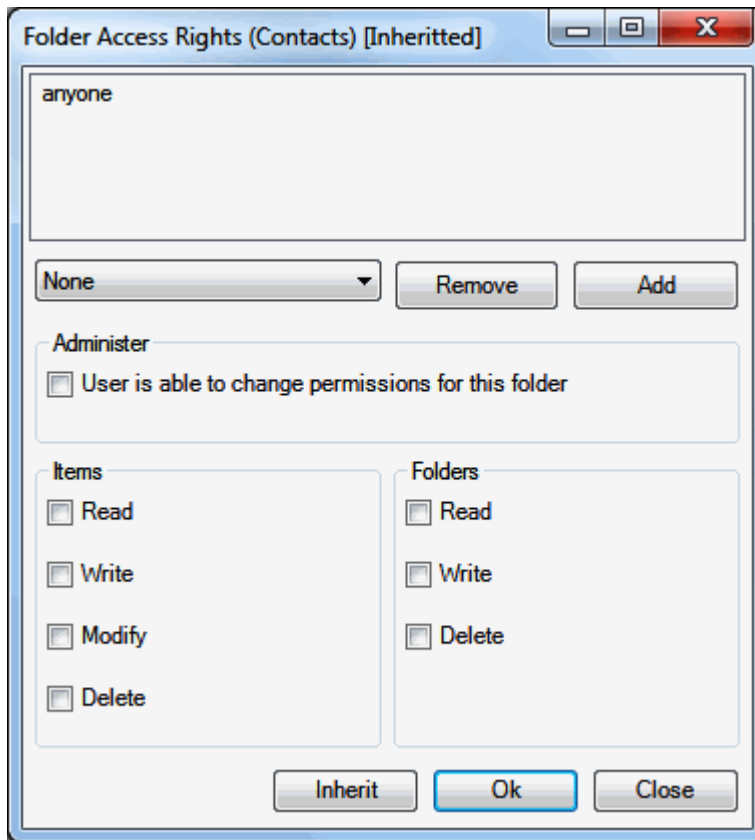 Folder Access Rights (Contacts) [Inheritted]
anyone
None
Remove
Add
Administer
User is able to change permissions for this folder
Items
Folders
Read
Read
Write
Write
Modify
Delete
Delete
Inherit
Ok
Close